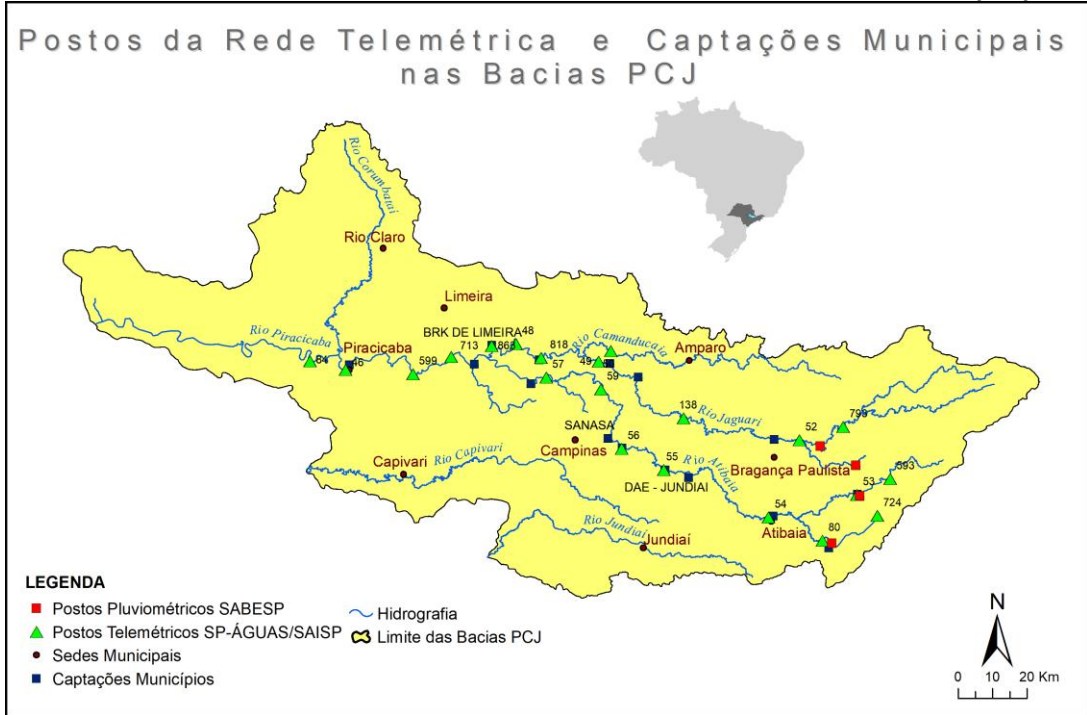 Postos da Rede Telemétrica e Captações Municipais
nas Bacias PCJ
Rio Corumbataí
Rio Claro
Limeira
BRK DE LIMEIRA
48
713
868
818
Rio Camanducaia
Amparo
Rio Piracicaba
Piracicaba
84
46
599
57
49
59
138
Rio Jaguari
52
799
SANASA
Campinas
56
Rio Capivari
Capivari
55
Rio Atibaia
DAE - JUNDIAI
Bragança Paulista
593
53
724
54
Atibaia
80
Rio Jundiaí
Jundiaí
LEGENDA
Postos Pluviométricos SABESP
Postos Telemétricos SP-ÁGUAS/SAISP
Sedes Municipais
Captações Municípios
Hidrografia
Limite das Bacias PCJ
N
0 10 20 Km